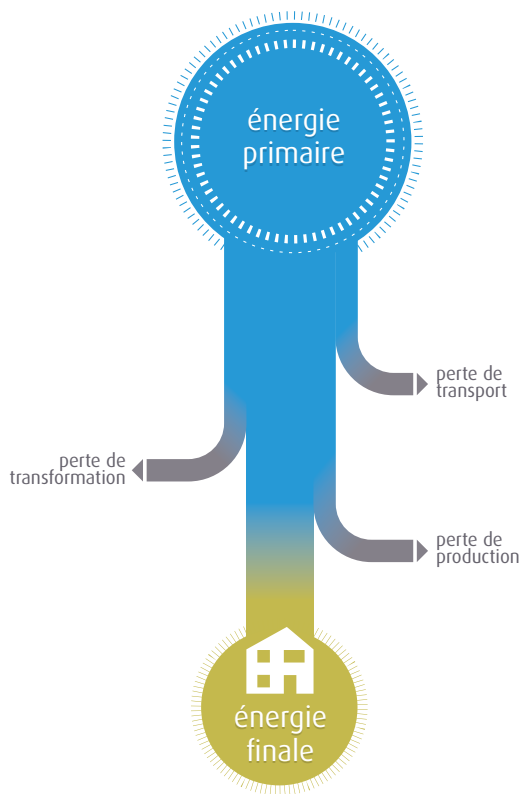 énergie
primaire
perte de
transport
perte de
transformation
perte de
production
énergie
finale